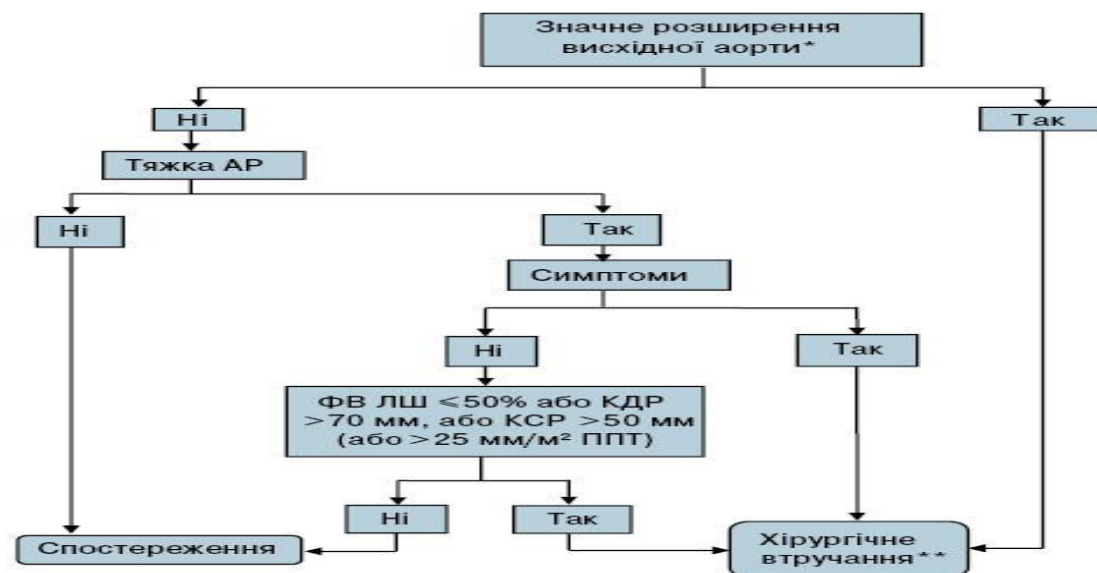 Значне розширення
висхідної аорти*
Ні
Так
Тяжка АР
Ні
Так
Симптоми
Ні
Так
ФВ ЛШ ⩽50% або КДР
>70 мм, або КСР >50 мм
(або >25 мм/м² ППТ)
Ні
Так
Спостереження
Хірургічне
втручання**